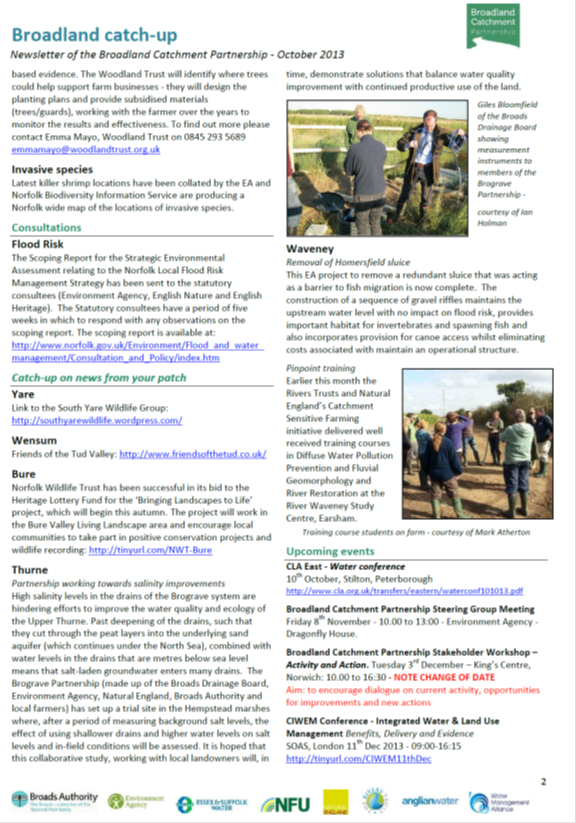 Broadland catch-up
Newsletter of the Broadland Catchment Partnership - October 2013
Broadland
Catchment
Partnership
based evidence. The Woodland Trust will identify where trees
could help support farm businesses - they will design the
planting plans and provide subsidised materials
(trees/guards), working with the farmer over the years to
monitor the results and effectiveness. To find out more please
contact Emma Mayo, Woodland Trust on 0845 293 5689
emmamayo@woodlandtrust.org.uk
Invasive species
Latest killer shrimp locations have been collated by the EA and
Norfolk Biodiversity Information Service are producing a
Norfolk wide map of the locations of invasive species.
Consultations
Flood Risk
The Scoping Report for the Strategic Environmental
Assessment relating to the Norfolk Local Flood Risk
Management Strategy has been sent to the statutory
consultees (Environment Agency, English Nature and English
Heritage). The Statutory consultees have a period of five
weeks in which to respond with any observations on the
scoping report. The scoping report is available at:
http://www.norfolk.gov.uk/Environment/Flood_and_water_
management/Consultation_and_Policy/index.htm
Catch-up on news from your patch
Yare
Link to the South Yare Wildlife Group:
http://southyarewildlife.wordpress.com/
Wensum
Friends of the Tud Valley: http://www.friendsofthetud.co.uk/
Bure
Norfolk Wildlife Trust has been successful in its bid to the
Heritage Lottery Fund for the 'Bringing Landscapes to Life'
project, which will begin this autumn. The project will work in
the Bure Valley Living Landscape area and encourage local
communities to take part in positive conservation projects and
wildlife recording: http://tinyurl.com/NWT-Bure
Thurne
Partnership working towards salinity improvements
High salinity levels in the drains of the Brograve system are
hindering efforts to improve the water quality and ecology of
the Upper Thurne. Past deepening of the drains, such that
they cut through the peat layers into the underlying sand
aquifer (which continues under the North Sea), combined with
water levels in the drains that are metres below sea level
means that salt-laden groundwater enters many drains. The
Brograve Partnership (made up of the Broads Drainage Board,
Environment Agency, Natural England, Broads Authority and
local farmers) has set up a trial site in the Hempstead marshes
where, after a period of measuring background salt levels, the
effect of using shallower drains and higher water levels on salt
levels and in-field conditions will be assessed. It is hoped that
this collaborative study, working with local landowners will, in
time, demonstrate solutions that balance water quality
improvement with continued productive use of the land.
Giles Bloomfield
of the Broads
Drainage Board
showing
measurement
instruments to
members of the
Brograve
Partnership -
courtesy of Ian
Holman
Waveney
Removal of Homersfield sluice
This EA project to remove a redundant sluice that was acting
as a barrier to fish migration is now complete. The
construction of a sequence of gravel riffles maintains the
upstream water level with no impact on flood risk, provides
important habitat for invertebrates and spawning fish and
also incorporates provision for canoe access whilst eliminating
costs associated with maintain an operational structure.
Pinpoint training
Earlier this month the
Rivers Trusts and Natural
England's Catchment
Sensitive Farming
initiative delivered well
received training courses
in Diffuse Water Pollution
Prevention and Fluvial
Geomorphology and
River Restoration at the
River Waveney Study
Centre, Earsham.
Training course students on farm - courtesy of Mark Atherton
Upcoming events
CLA East - Water conference
10th October, Stilton, Peterborough
http://www.cla.org.uk/transfers/eastern/waterconf101013.pdf
Broadland Catchment Partnership Steering Group Meeting
Friday 8th November - 10.00 to 13:00 - Environment Agency -
Dragonfly House.
Broadland Catchment Partnership Stakeholder Workshop –
Activity and Action. Tuesday 3rd December – King's Centre,
Norwich: 10.00 to 16:30 - NOTE CHANGE OF DATE
Aim: to encourage dialogue on current activity, opportunities
for improvements and new actions
CIWEM Conference - Integrated Water & Land Use
Management Benefits, Delivery and Evidence
SOAS, London 11th Dec 2013 - 09:00-16:15
http://tinyurl.com/CIWEM11thDec
2
Broads Authority
Environment
Agency
ESSEX&SUFFOLK
WATER
NFU
ENGLAND
anglianwater
Water
Management
Alliance